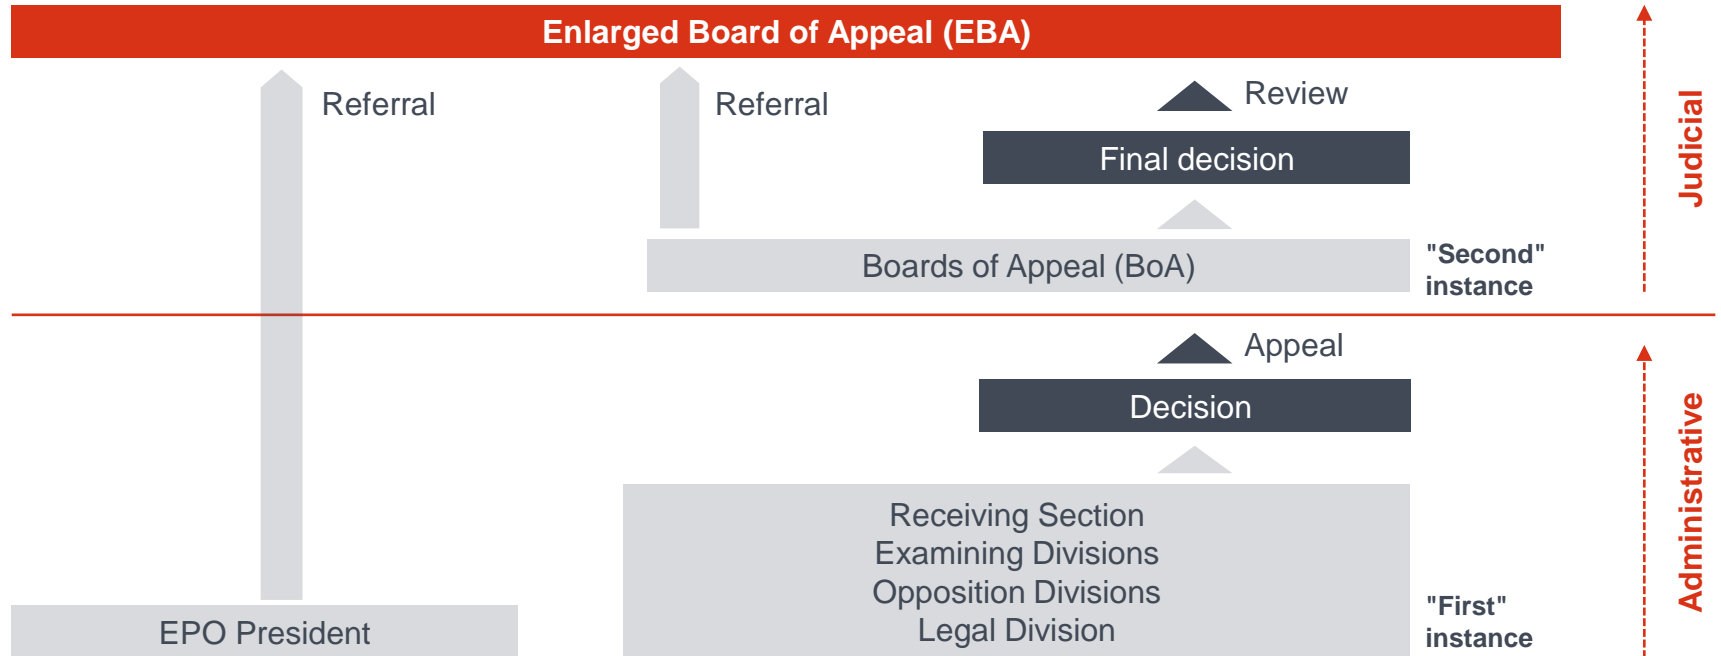 Enlarged Board of Appeal (EBA)
Referral
Referral
Review
Final decision
Judicial
Boards of Appeal (BoA)
"Second"
instance
Appeal
Decision
Administrative
Receiving Section
Examining Divisions
Opposition Divisions
Legal Division
"First"
instance
EPO President